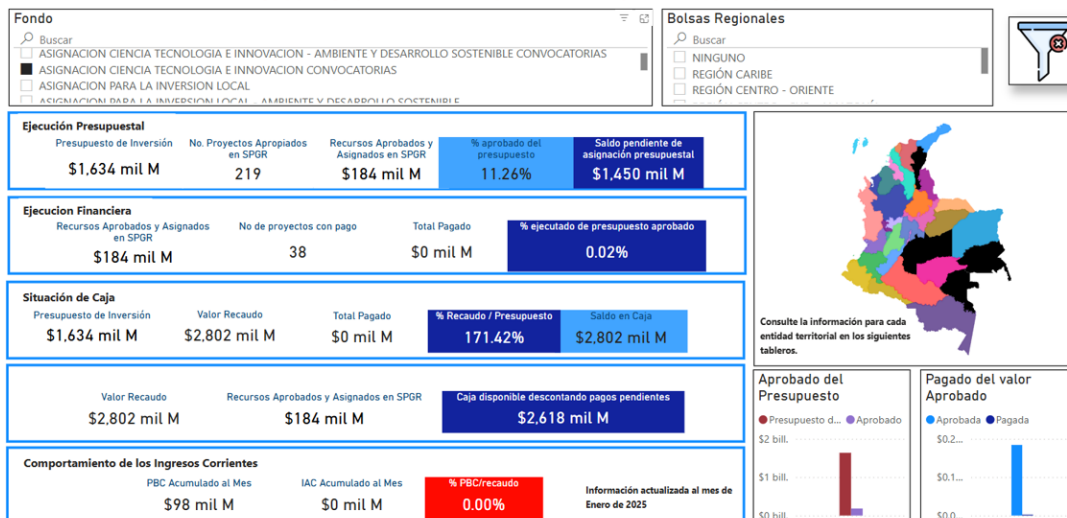 Fondo
Buscar
ASIGNACION CIENCIA TECNOLOGIA E INNOVACION - AMBIENTE Y DESARROLLO SOSTENIBLE CONVOCATORIAS
ASIGNACION CIENCIA TECNOLOGIA E INNOVACION CONVOCATORIAS
ASIGNACION PARA LA INVERSION LOCAL
ASIGNACION PARA LA INVERSION LOCAL - AMBIENTE Y DESARROLLO SOSTENIBLE
Bolsas Regionales
Buscar
NINGUNO
REGIÓN CARIBE
REGIÓN CENTRO - ORIENTE
Ejecución Presupuestal
Presupuesto de Inversión
$1,634 mil M
No. Proyectos Apropiados
en SPGR
219
Recursos Aprobados y
Asignados en SPGR
$184 mil M
% aprobado del
presupuesto
11.26%
Saldo pendiente de
asignación presupuestal
$1,450 mil M
Ejecucion Financiera
Recursos Aprobados y Asignados
en SPGR
$184 mil M
No de proyectos con pago
38
Total Pagado
$0 mil M
% ejecutado de presupuesto aprobado
0.02%
Situación de Caja
Presupuesto de Inversión
$1,634 mil M
Valor Recaudo
$2,802 mil M
Total Pagado
$0 mil M
% Recaudo / Presupuesto
171.42%
Saldo en Caja
$2,802 mil M
Valor Recaudo
$2,802 mil M
Recursos Aprobados y Asignados en SPGR
$184 mil M
Caja disponible descontando pagos pendientes
$2,618 mil M
Comportamiento de los Ingresos Corrientes
PBC Acumulado al Mes
$98 mil M
IAC Acumulado al Mes
$0 mil M
% PBC/recaudo
0.00%
Información actualizada al mes de
Enero de 2025
Consulte la información para cada
entidad territorial en los siguientes
tableros.
Aprobado del
Presupuesto
Presupuesto d... Aprobado
$2 bill.
$1 bill.
$0 bill.
Pagado del valor
Aprobado
Aprobada Pagada
$0.2...
$0.1...
$0.0...